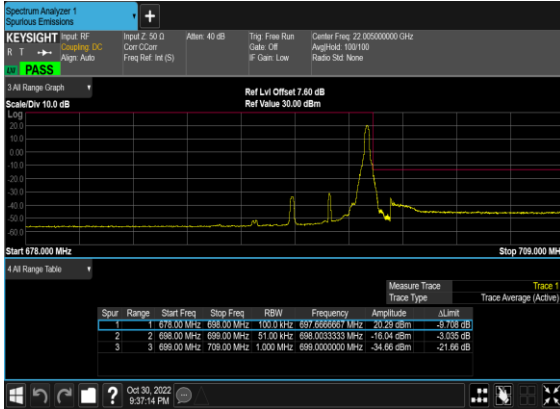 Spectrum Analyzer 1
Spurious Emissions
+
KEYSIGHT Input: RF Input Z: 50 Ω Atten: 40 dB Trig: Free Run Center Freq: 22.005000000 GHz
R T Coupling: DC Corr CCorr Gate: Off Avg|Hold: 100/100
Align: Auto Freq Ref: Int (S) IF Gain: Low Radio Std: None
PASS
3 All Range Graph
Ref Lvl Offset 7.60 dB
Scale/Div 10.0 dB Ref Value 30.00 dBm
Log
20.0
10.0
0.00
-10.0
-20.0
-30.0
-40.0
-50.0
-60.0
Start 678.000 MHz Stop 709.000 MHz
4 All Range Table
Measure Trace Trace 1
Trace Type Trace Average (Active)
Spur Range Start Freq Stop Freq RBW Frequency Amplitude ΔLimit
1 1 678.00 MHz 698.00 MHz 100.0 kHz 697.6666667 MHz 20.29 dBm -9.708 dB
2 2 698.00 MHz 699.00 MHz 51.00 kHz 698.0033333 MHz -16.04 dBm -3.035 dB
3 3 699.00 MHz 709.00 MHz 1.000 MHz 699.0000000 MHz -34.66 dBm -21.66 dB
? Oct 30, 2022
9:37:14 PM